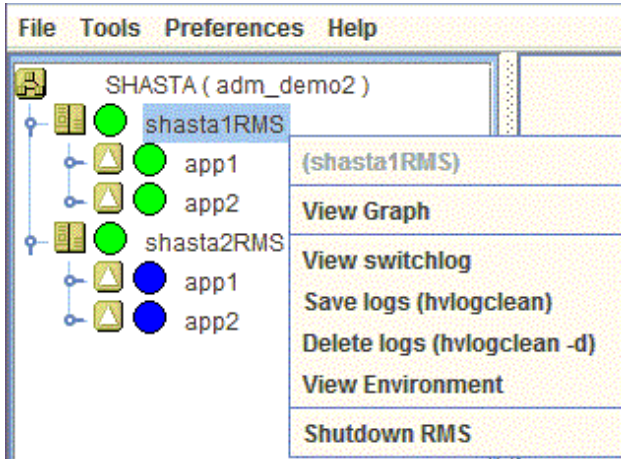 File Tools Preferences Help
SHASTA ( adm_demo2 )
shasta1RMS
app1
app2
shasta2RMS
app1
app2
(shasta1RMS)
View Graph
View switchlog
Save logs (hvlogclean)
Delete logs (hvlogclean -d)
View Environment
Shutdown RMS